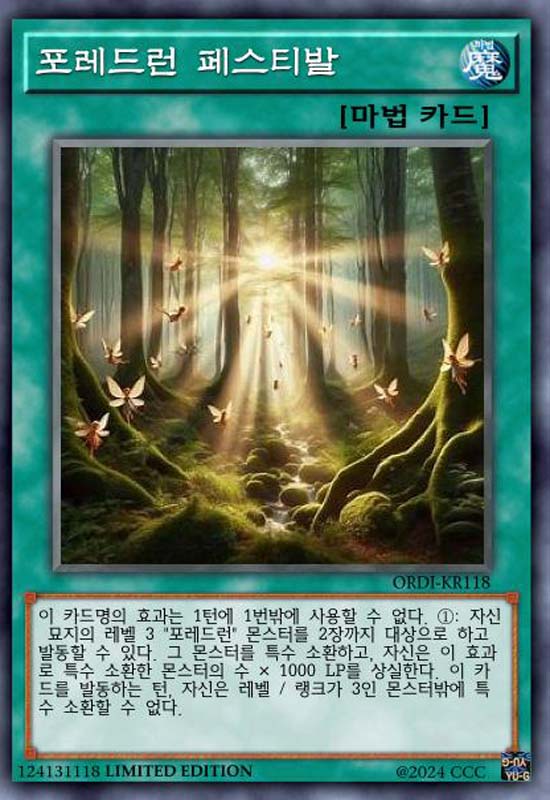 포레드런 페스티발
마법
魔
[마법 카드]
ORDI-KR118
이 카드명의 효과는 1턴에 1번밖에 사용할 수 없다. ①: 자신
묘지의 레벨 3 "포레드런" 몬스터를 2장까지 대상으로 하고
발동할 수 있다. 그 몬스터를 특수 소환하고, 자신은 이 효과
로 특수 소환한 몬스터의 수 × 1000 LP를 상실한다. 이 카
드를 발동하는 턴, 자신은 레벨 / 랭크가 3인 몬스터밖에 특
수 소환할 수 없다.
124131118 LIMITED EDITION
@2024 CCC
YU-G